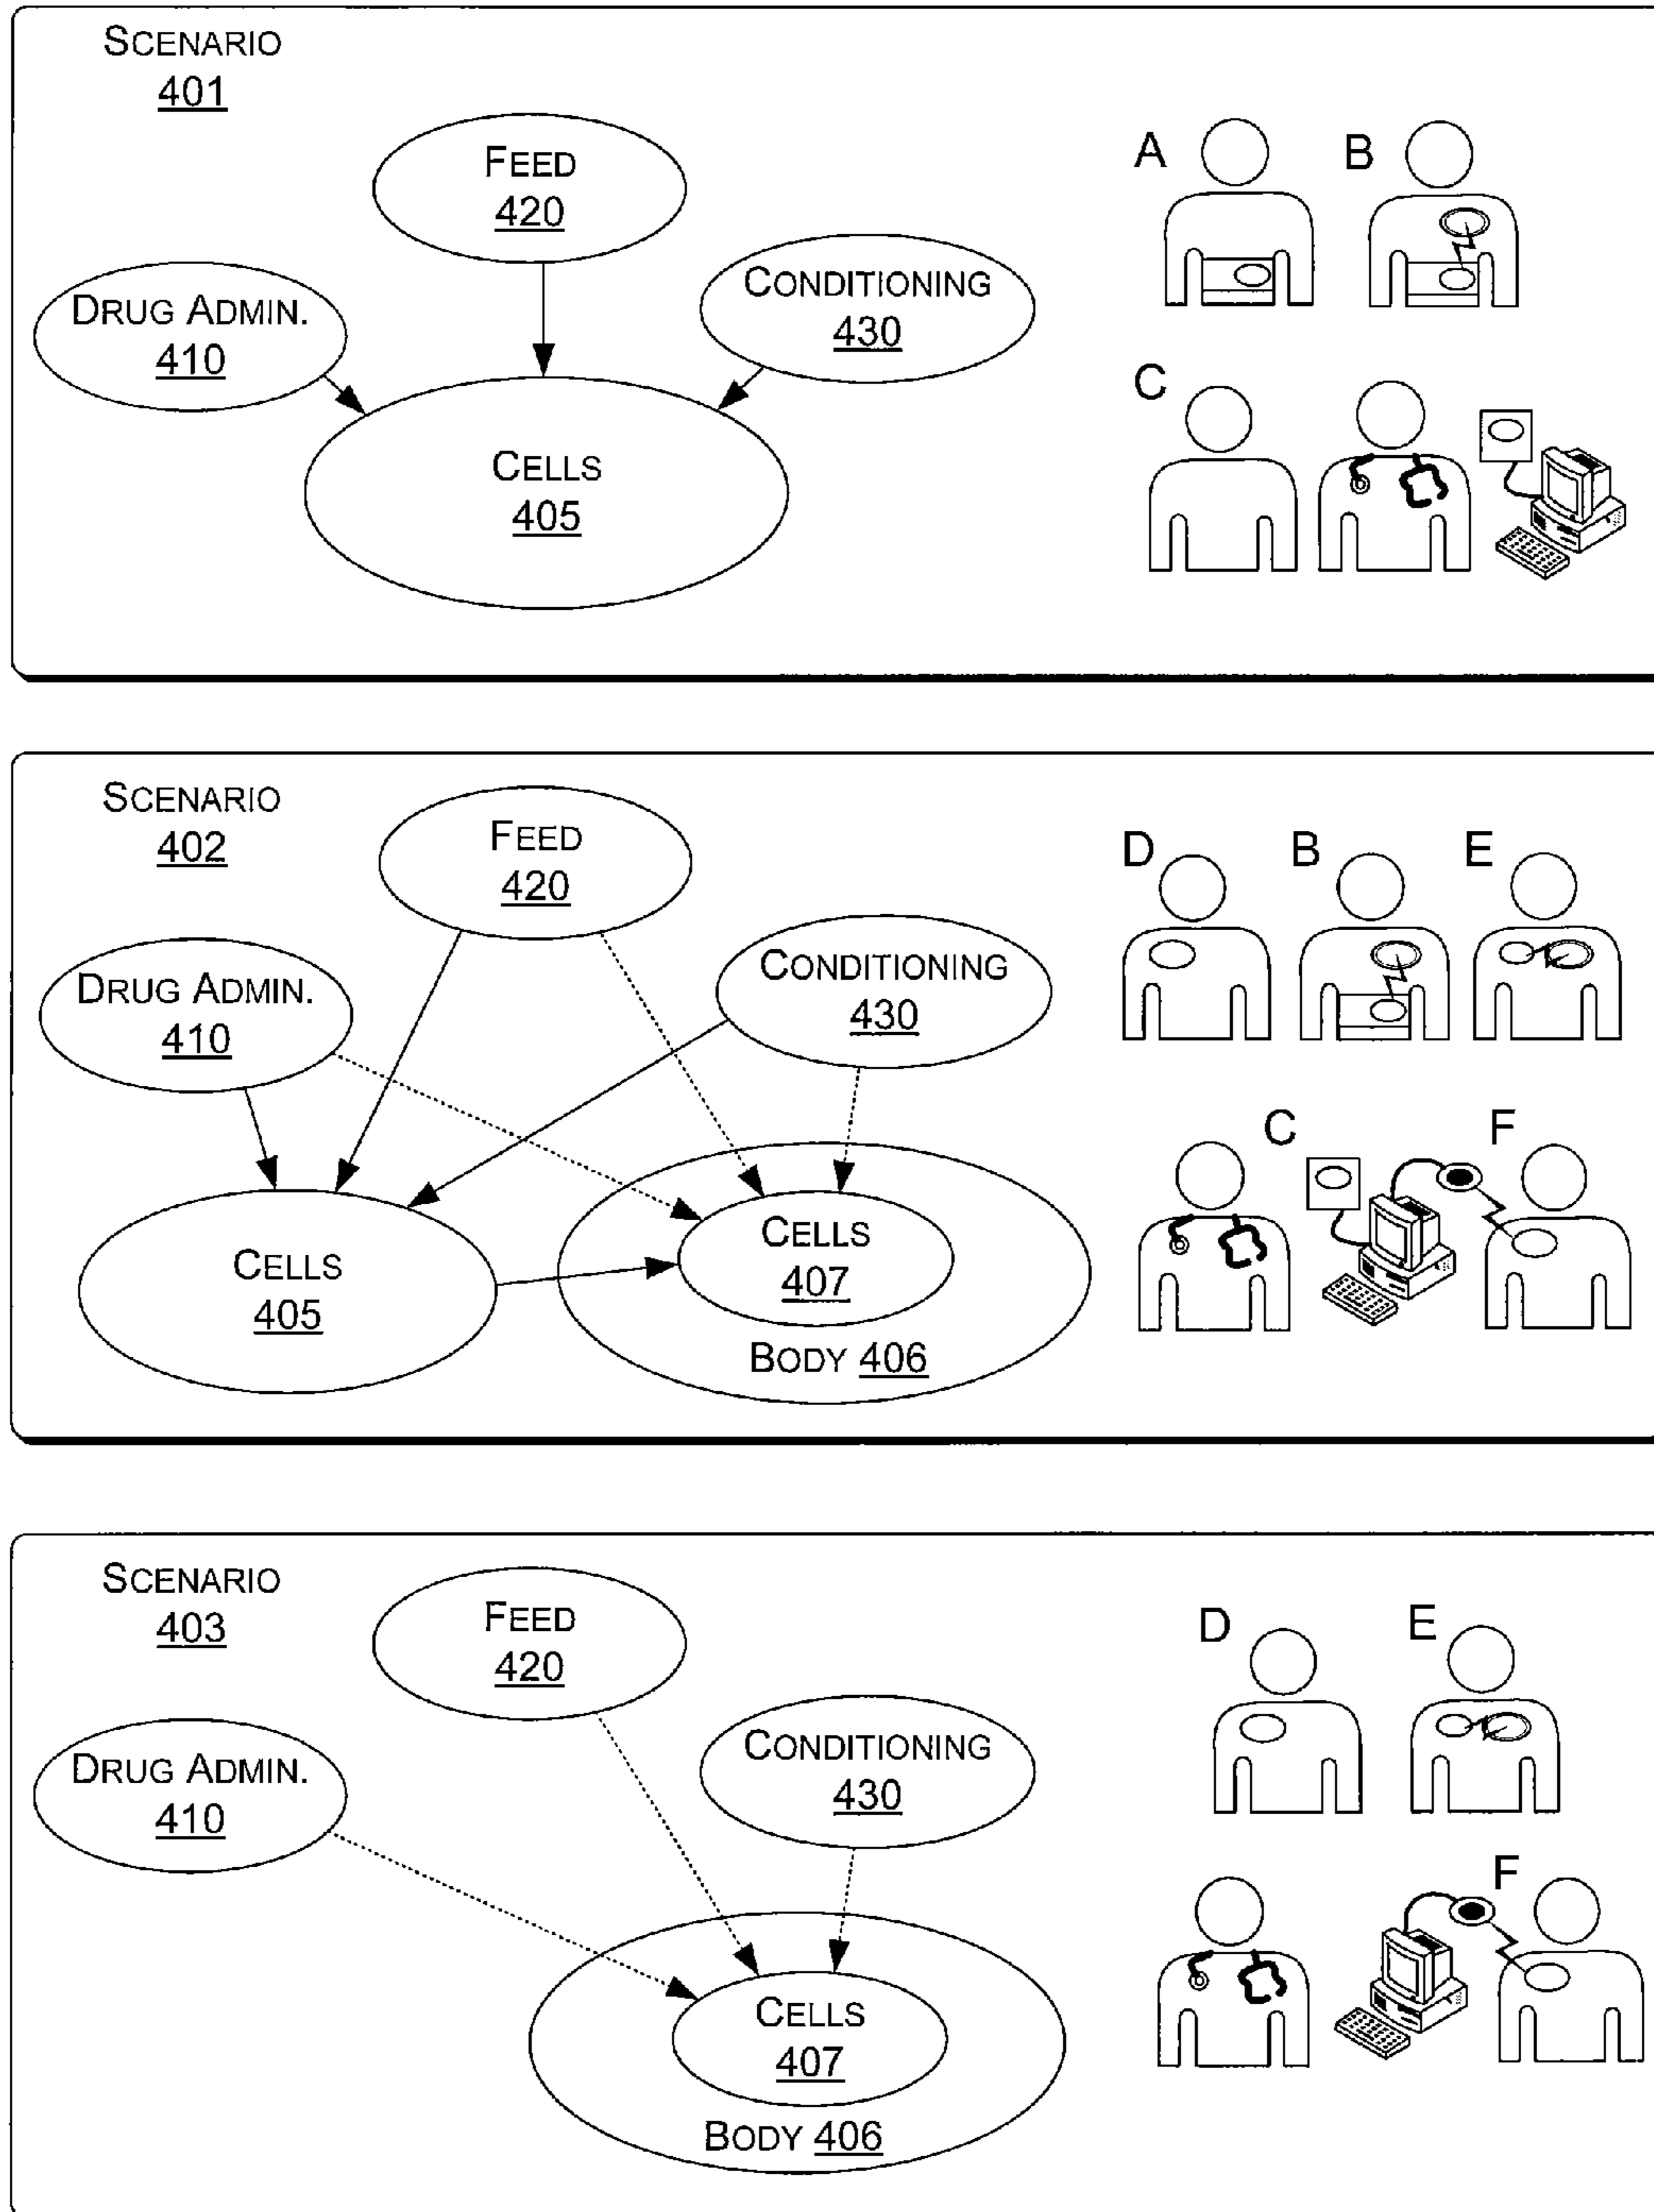 SCENARIO
401
FEED
420
CONDITIONING
430
DRUG ADMIN.
410
CELLS
405
A
B
C
SCENARIO
402
FEED
420
CONDITIONING
430
DRUG ADMIN.
410
CELLS
407
CELLS
405
BODY 406
D
B
E
C
F
SCENARIO
403
FEED
420
CONDITIONING
430
DRUG ADMIN.
410
CELLS
407
BODY 406
D
E
F